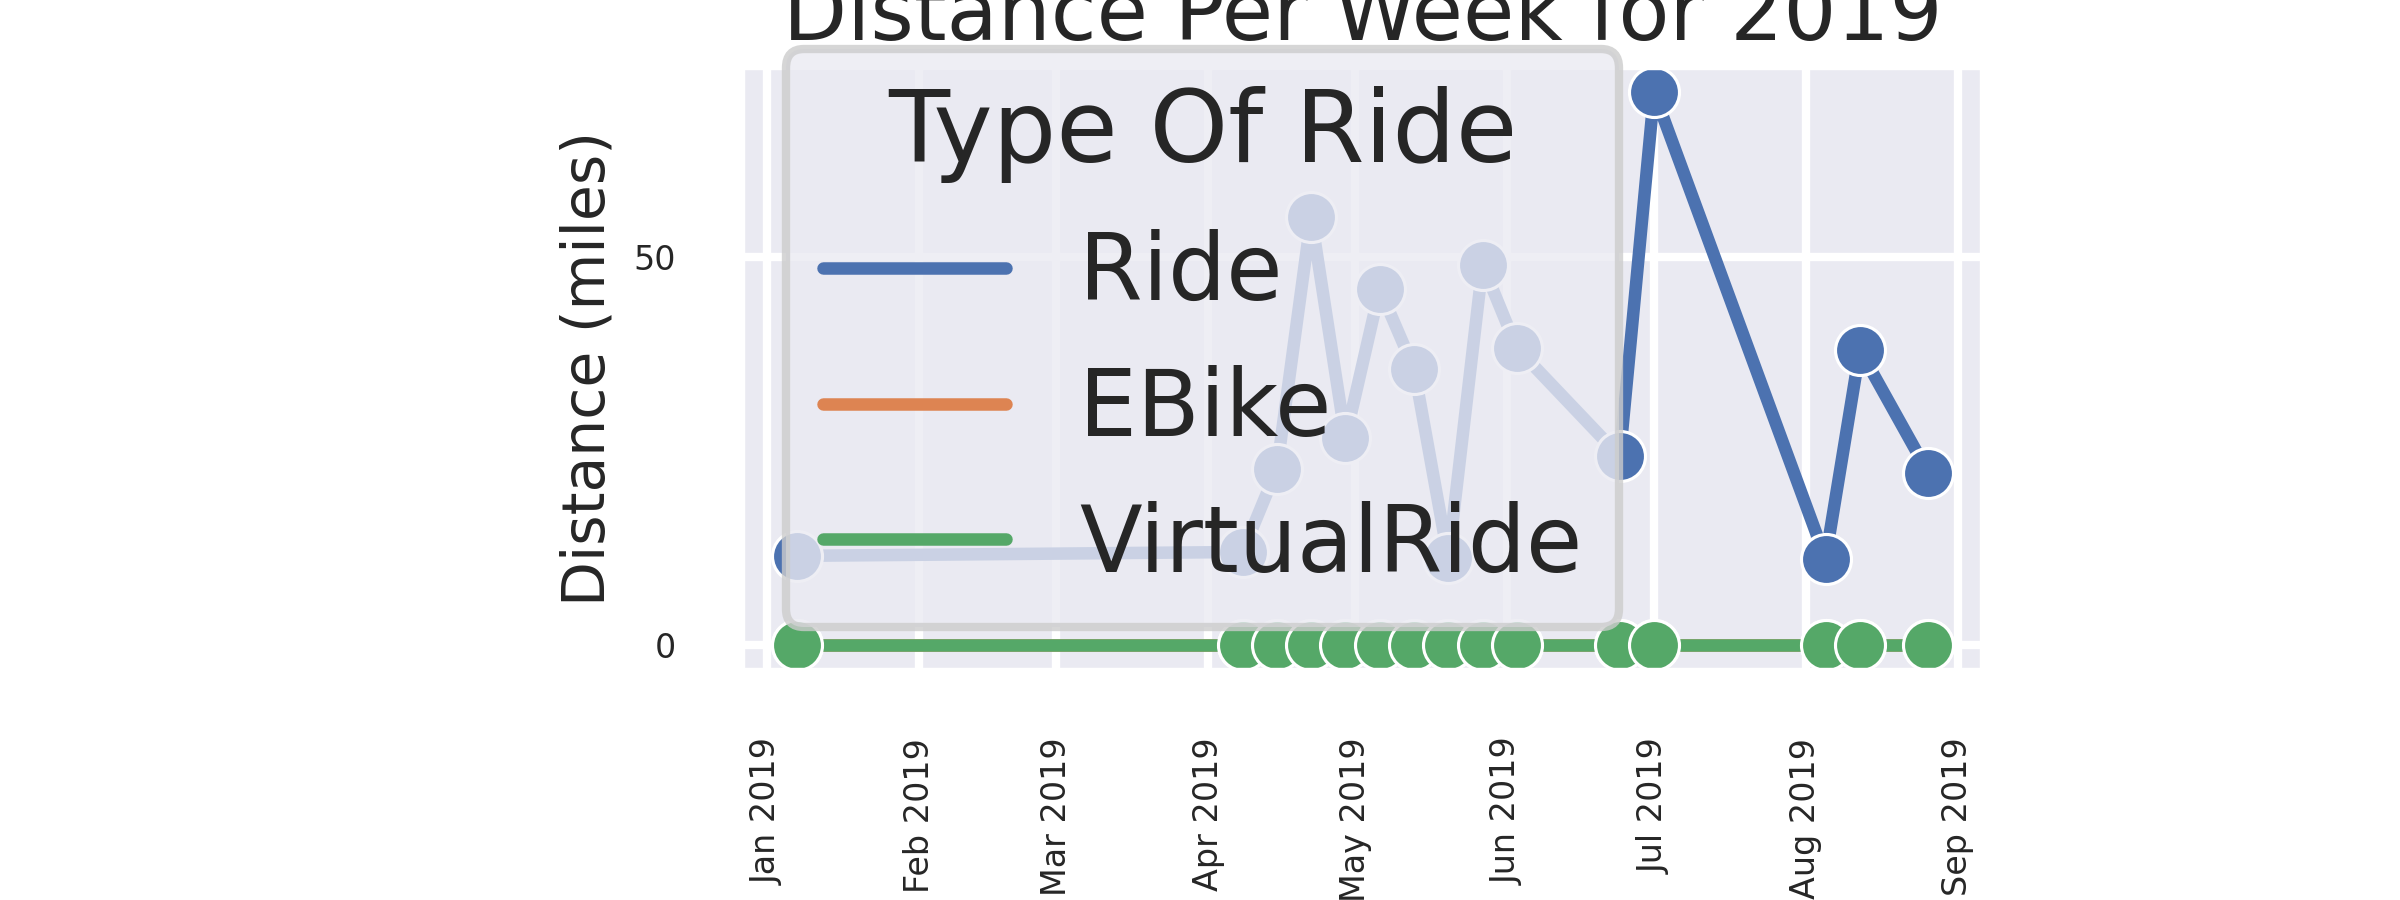 Distance Per Week for 2019
Type Of Ride
Ride
EBike
VirtualRide
Distance (miles)
50
0
Jan 2019
Feb 2019
Mar 2019
Apr 2019
May 2019
Jun 2019
Jul 2019
Aug 2019
Sep 2019